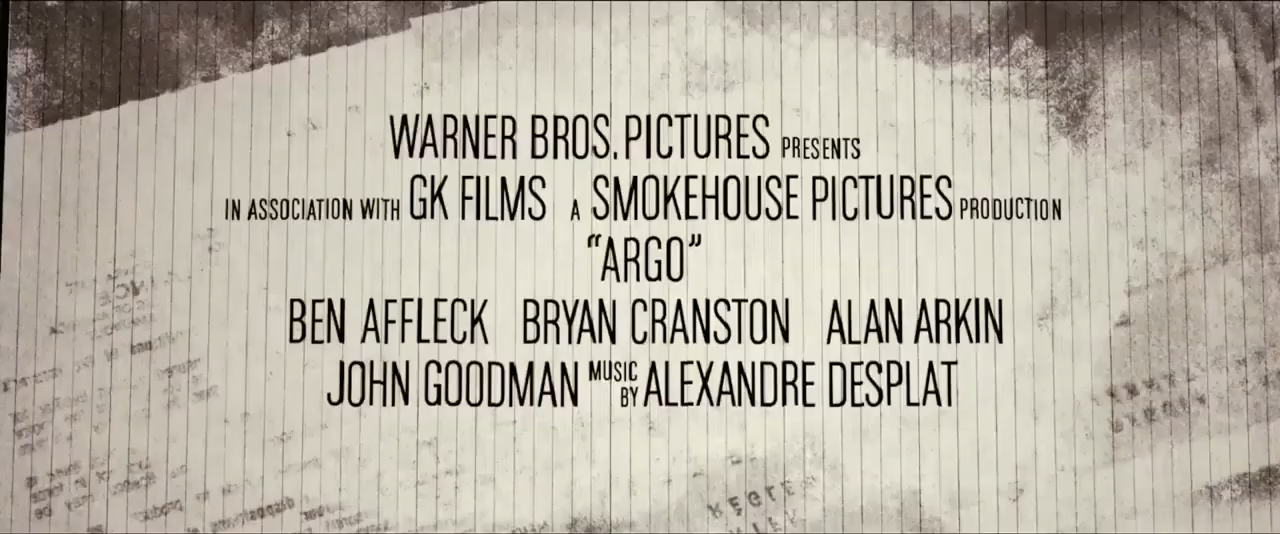 WARNER BROS. PICTURES PRESENTS
IN ASSOCIATION WITH GK FILMS A SMOKEHOUSE PICTURES PRODUCTION
"ARGO"
BEN AFFLECK BRYAN CRANSTON ALAN ARKIN
JOHN GOODMAN MUSIC BY ALEXANDRE DESPLAT